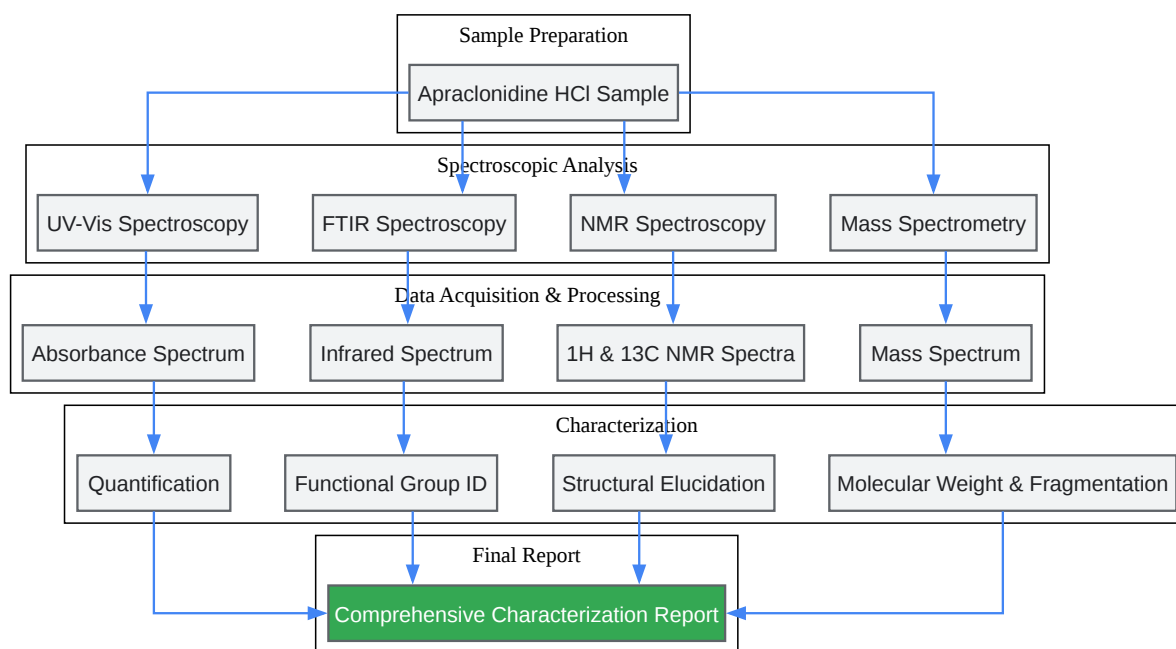 Sample Preparation
Apraclonidine HCl Sample
Spectroscopic Analysis
UV-Vis Spectroscopy
FTIR Spectroscopy
NMR Spectroscopy
Mass Spectrometry
Data Acquisition & Processing
Absorbance Spectrum
Infrared Spectrum
1H & 13C NMR Spectra
Mass Spectrum
Characterization
Quantification
Functional Group ID
Structural Elucidation
Molecular Weight & Fragmentation
Final Report
Comprehensive Characterization Report